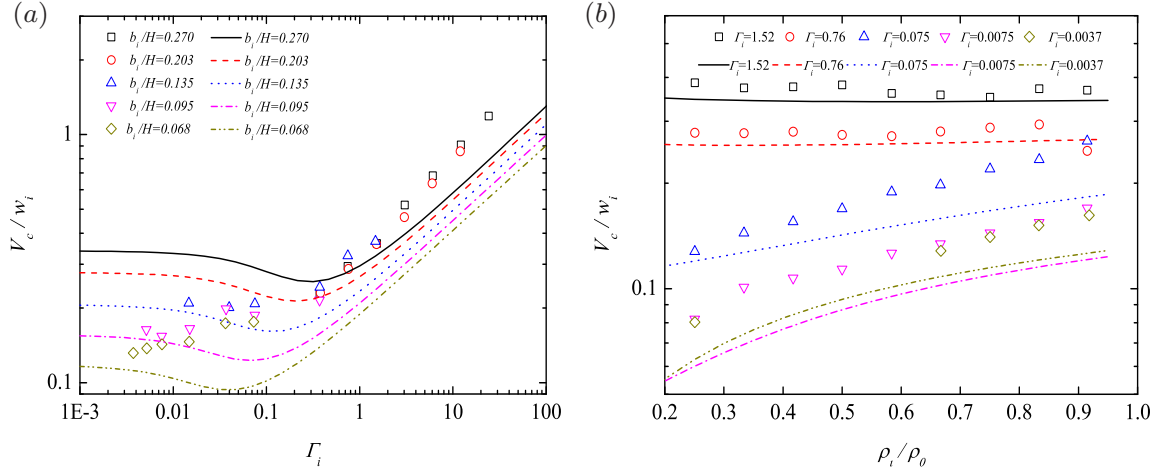 (a)
b_i/H=0.270 b_i/H=0.270
b_i/H=0.203 b_i/H=0.203
b_i/H=0.135 b_i/H=0.135
b_i/H=0.095 b_i/H=0.095
b_i/H=0.068 b_i/H=0.068
V_c/w_i
1
0.1
1E-3 0.01 0.1 1 10 100
Γ_i
(b)
Γ_i=1.52 Γ_i=0.76 Γ_i=0.075 Γ_i=0.0075 Γ_i=0.0037
Γ_i=1.52 Γ_i=0.76 Γ_i=0.075 Γ_i=0.0075 Γ_i=0.0037
V_c/w_i
0.1
0.2 0.3 0.4 0.5 0.6 0.7 0.8 0.9 1.0
ρ_ι/ρ_0